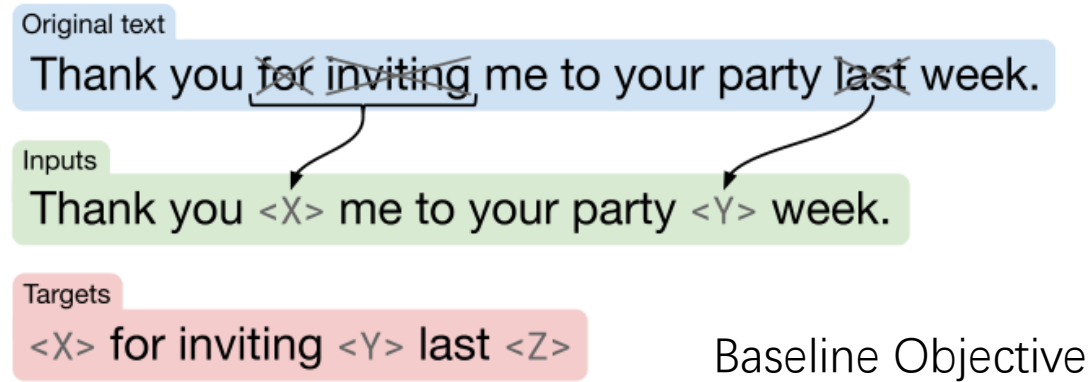 Original text
Thank you for inviting me to your party last week.
Inputs
Thank you <X> me to your party <Y> week.
Targets
<X> for inviting <Y> last <Z>
Baseline Objective